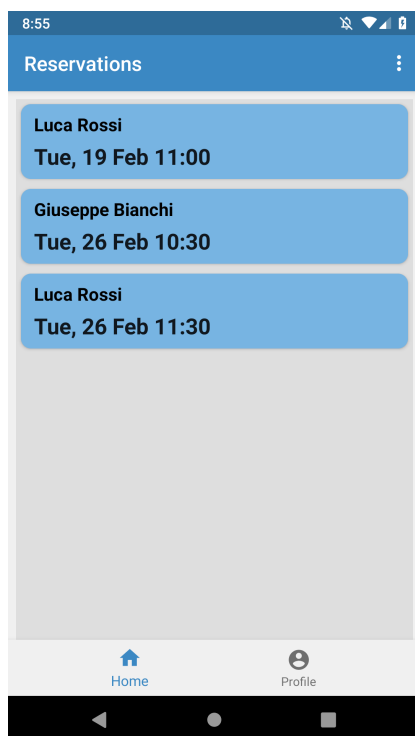 8:55
Reservations
Luca Rossi
Tue, 19 Feb 11:00
Giuseppe Bianchi
Tue, 26 Feb 10:30
Luca Rossi
Tue, 26 Feb 11:30
Home
Profile